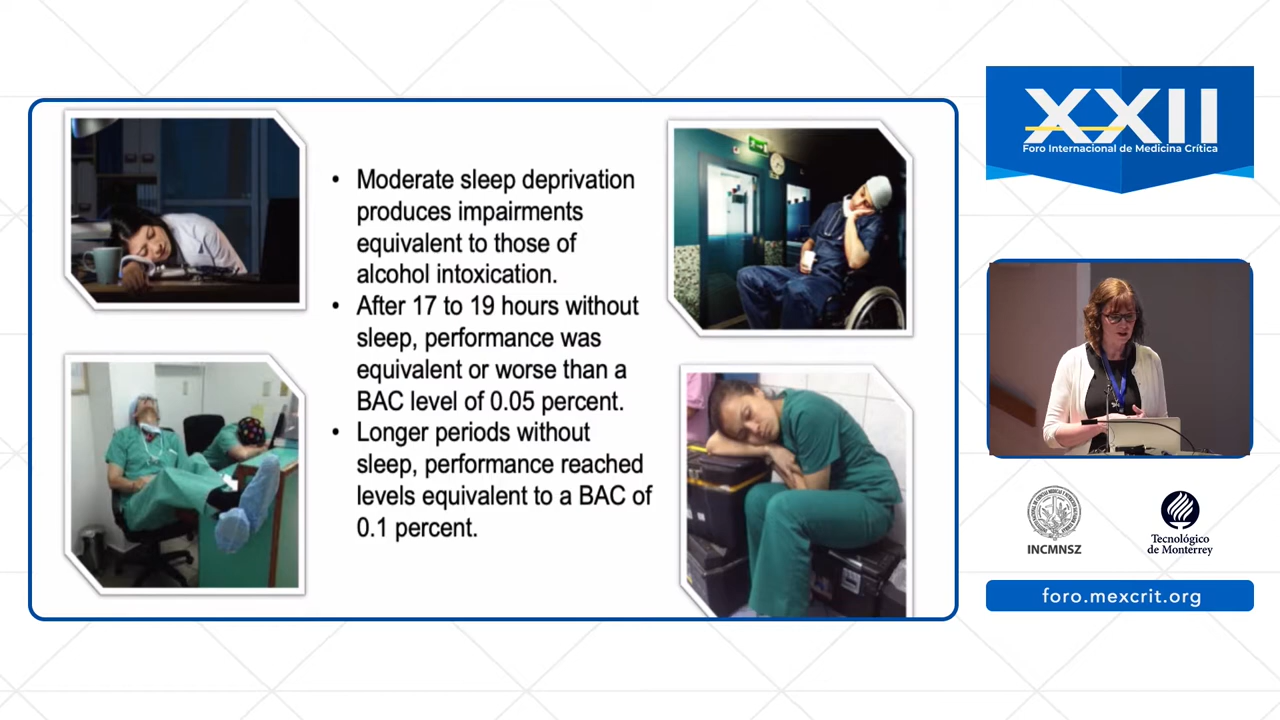 • Moderate sleep deprivation
produces impairments
equivalent to those of
alcohol intoxication.
• After 17 to 19 hours without
sleep, performance was
equivalent or worse than a
BAC level of 0.05 percent.
• Longer periods without
sleep, performance reached
levels equivalent to a BAC of
0.1 percent.
XXII
Foro Internacional de Medicina Crítica
INCMNSZ
Tecnológico
de Monterrey
foro.mexcrit.org